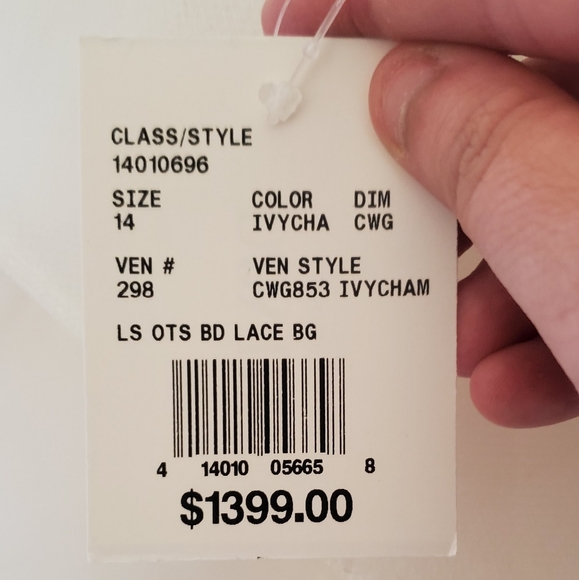 CLASS/STYLE
14010696
SIZE COLOR DIM
14 IVYCHA CWG
VEN # VEN STYLE
298 CWG853 IVYCHAM
LS OTS BD LACE BG
4 14010 05665 8
$1399.00